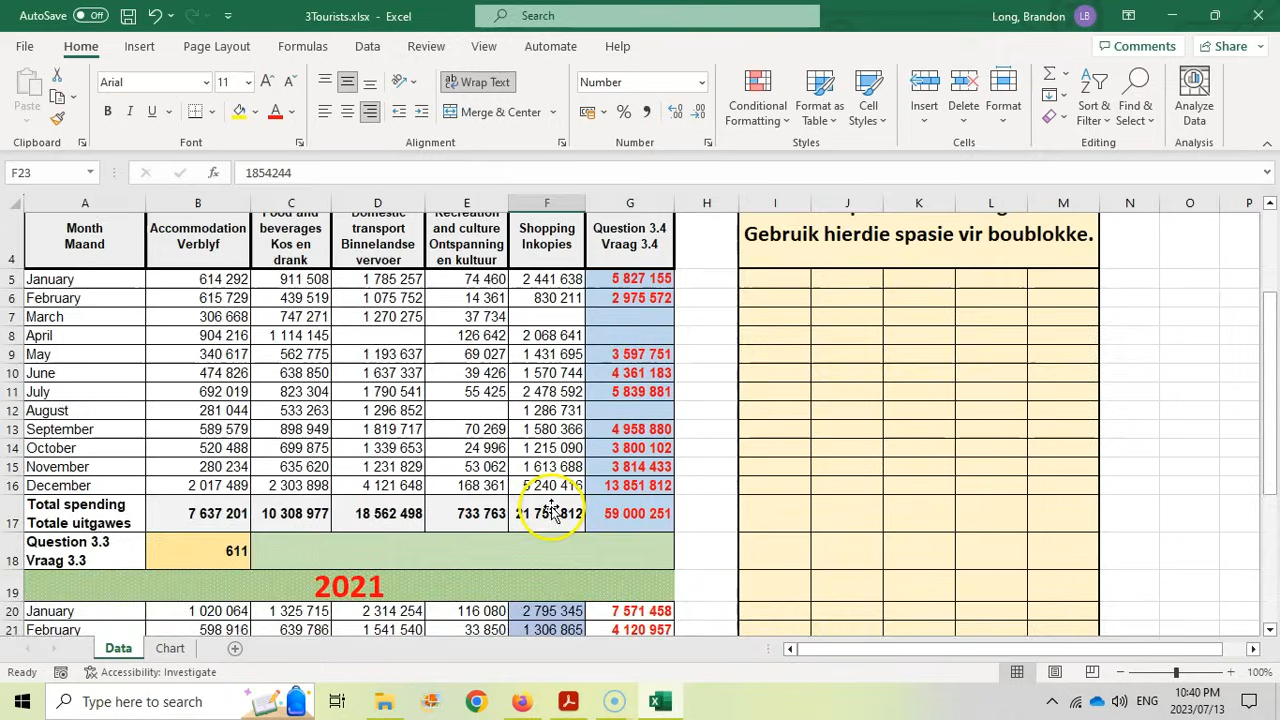 AutoSave Off 3Tourists.xlsx - Excel Search Long, Brandon LB
File Home Insert Page Layout Formulas Data Review View Automate Help Comments Share
Paste Arial 11 Wrap Text Number Conditional Formatting Format as Table Cell Styles Insert Delete Format Sort & Filter Find & Select Analyze Data
B I U Merge & Center
Clipboard Font Alignment Number Styles Cells Editing Analysis
F23 fx 1854244
A B C D E F G H I J K L M N O P
4 Month Maand Accommodation Verblyf Food and beverages Kos en drank Domestic transport Binnelandse vervoer Recreation and culture Ontspanning en kultuur Shopping Inkopies Question 3.4 Vraag 3.4
Gebruik hierdie spasie vir boublokke.
5 January 614 292 911 508 1 785 257 74 460 2 441 638 5 827 155
6 February 615 729 439 519 1 075 752 14 361 830 211 2 975 572
7 March 306 668 747 271 1 270 275 37 734
8 April 904 216 1 114 145 126 642 2 068 641
9 May 340 617 562 775 1 193 637 69 027 1 431 695 3 597 751
10 June 474 826 638 850 1 637 337 39 426 1 570 744 4 361 183
11 July 692 019 823 304 1 790 541 55 425 2 478 592 5 839 881
12 August 281 044 533 263 1 296 852 1 286 731
13 September 589 579 898 949 1 819 717 70 269 1 580 366 4 958 880
14 October 520 488 699 875 1 339 653 24 996 1 215 090 3 800 102
15 November 280 234 635 620 1 231 829 53 062 1 613 688 3 814 433
16 December 2 017 489 2 303 898 4 121 648 168 361 5 240 416 13 851 812
17 Total spending Totale uitgawes 7 637 201 10 308 977 18 562 498 733 763 59 000 251
18 Question 3.3 Vraag 3.3 611
19 2021
20 January 1 020 064 1 325 715 2 314 254 116 080 2 795 345 7 571 458
21 February 598 916 639 786 1 541 540 33 850 1 306 865 4 120 957
Data Chart
Ready Accessibility: Investigate 100%
Type here to search ENG 10:40 PM 2023/07/13